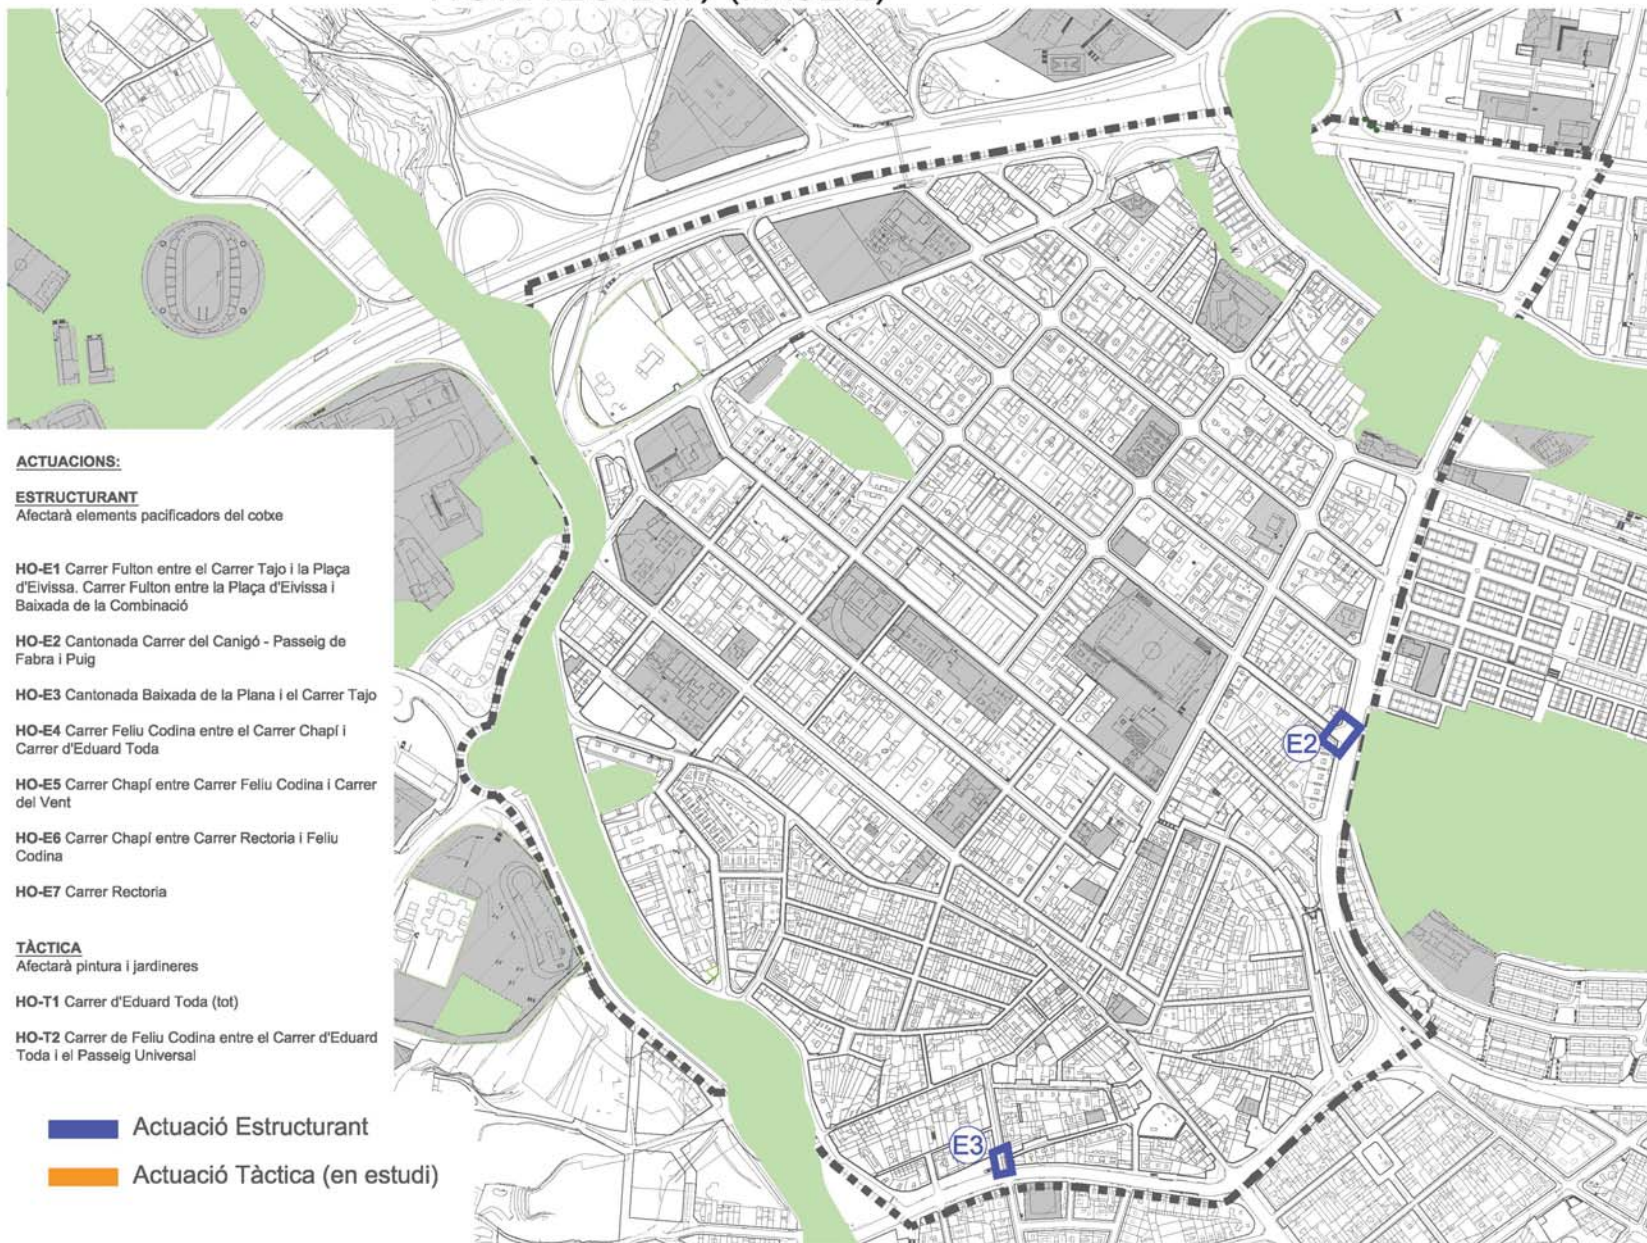 ACTUACIONS:
ESTRUCTURANT
Afectarà elements pacificadors del cotxe
HO-E1 Carrer Fulton entre el Carrer Tajo i la Plaça
d'Eivissa. Carrer Fulton entre la Plaça d'Eivissa i
Baixada de la Combinació
HO-E2 Cantonada Carrer del Canigó - Passeig de
Fabra i Puig
HO-E3 Cantonada Baixada de la Plana i el Carrer Tajo
HO-E4 Carrer Feliu Codina entre el Carrer Chapí i
Carrer d'Eduard Toda
HO-E5 Carrer Chapí entre Carrer Feliu Codina i Carrer
del Vent
HO-E6 Carrer Chapí entre Carrer Rectoria i Feliu
Codina
HO-E7 Carrer Rectoria
TÀCTICA
Afectarà pintura i jardineres
HO-T1 Carrer d'Eduard Toda (tot)
HO-T2 Carrer de Feliu Codina entre el Carrer d'Eduard
Toda i el Passeig Universal
Actuació Estructurant
Actuació Tàctica (en estudi)
E2
E3